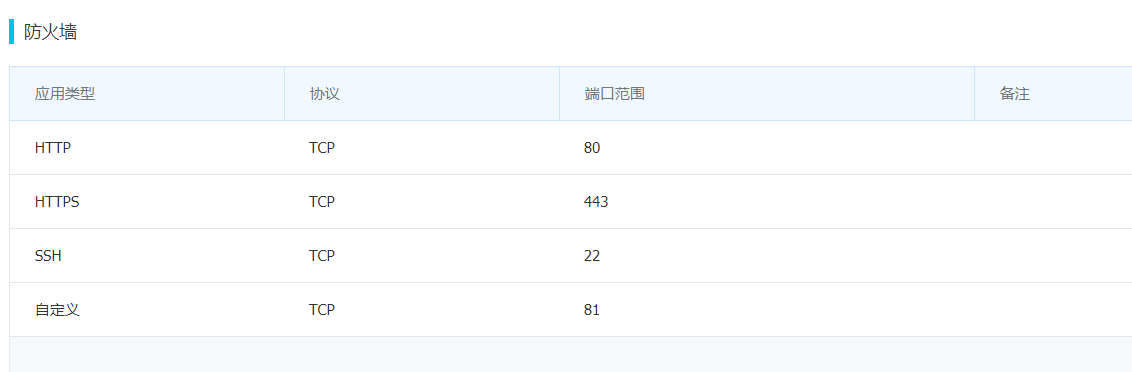 防火墙
应用类型 协议 端口范围 备注
HTTP TCP 80
HTTPS TCP 443
SSH TCP 22
自定义 TCP 81